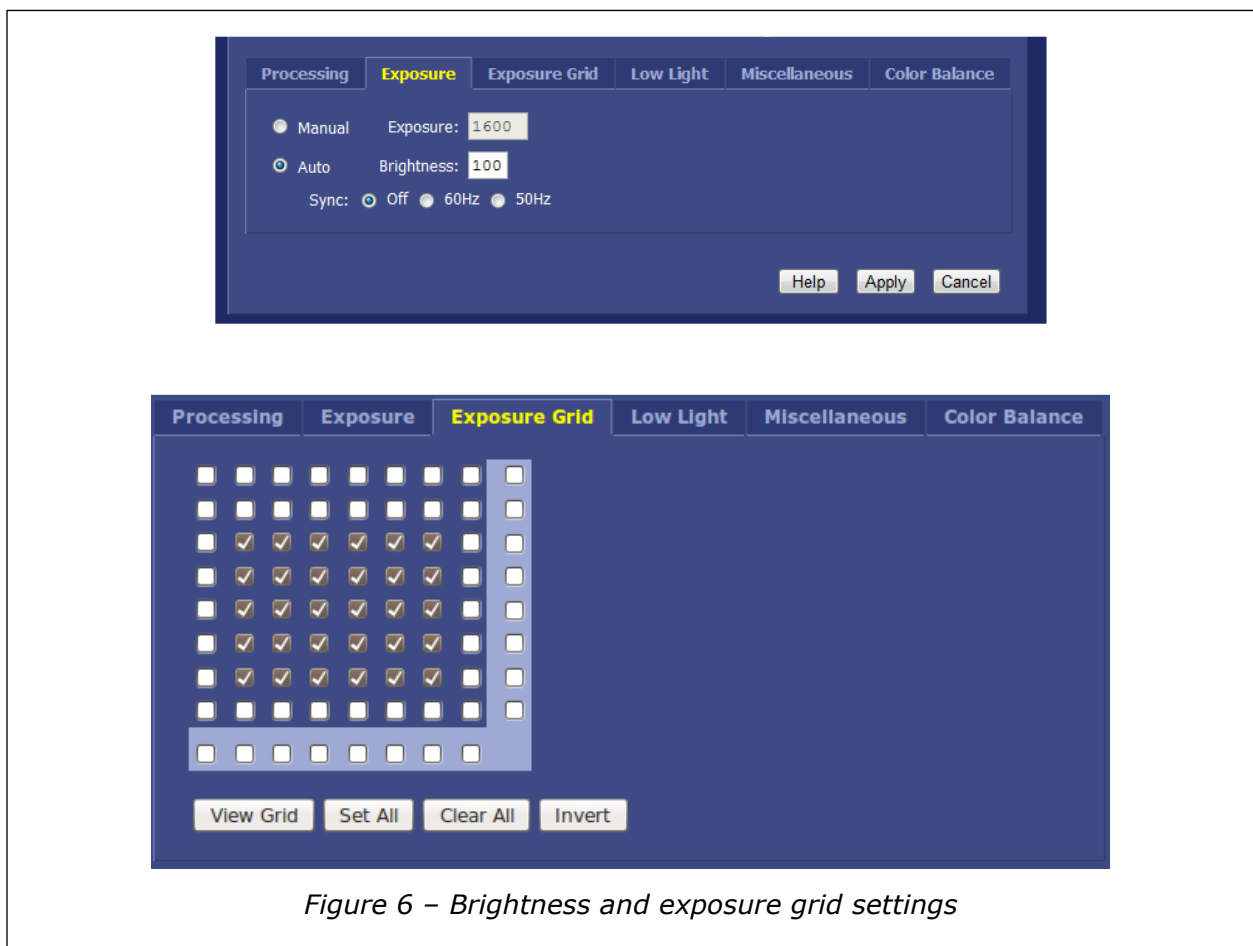 Processing Exposure Exposure Grid Low Light Miscellaneous Color Balance
Manual Exposure: 1600
Auto Brightness: 100
Sync: Off 60Hz 50Hz
Help Apply Cancel
Processing Exposure Exposure Grid Low Light Miscellaneous Color Balance
View Grid Set All Clear All Invert
Figure 6 – Brightness and exposure grid settings